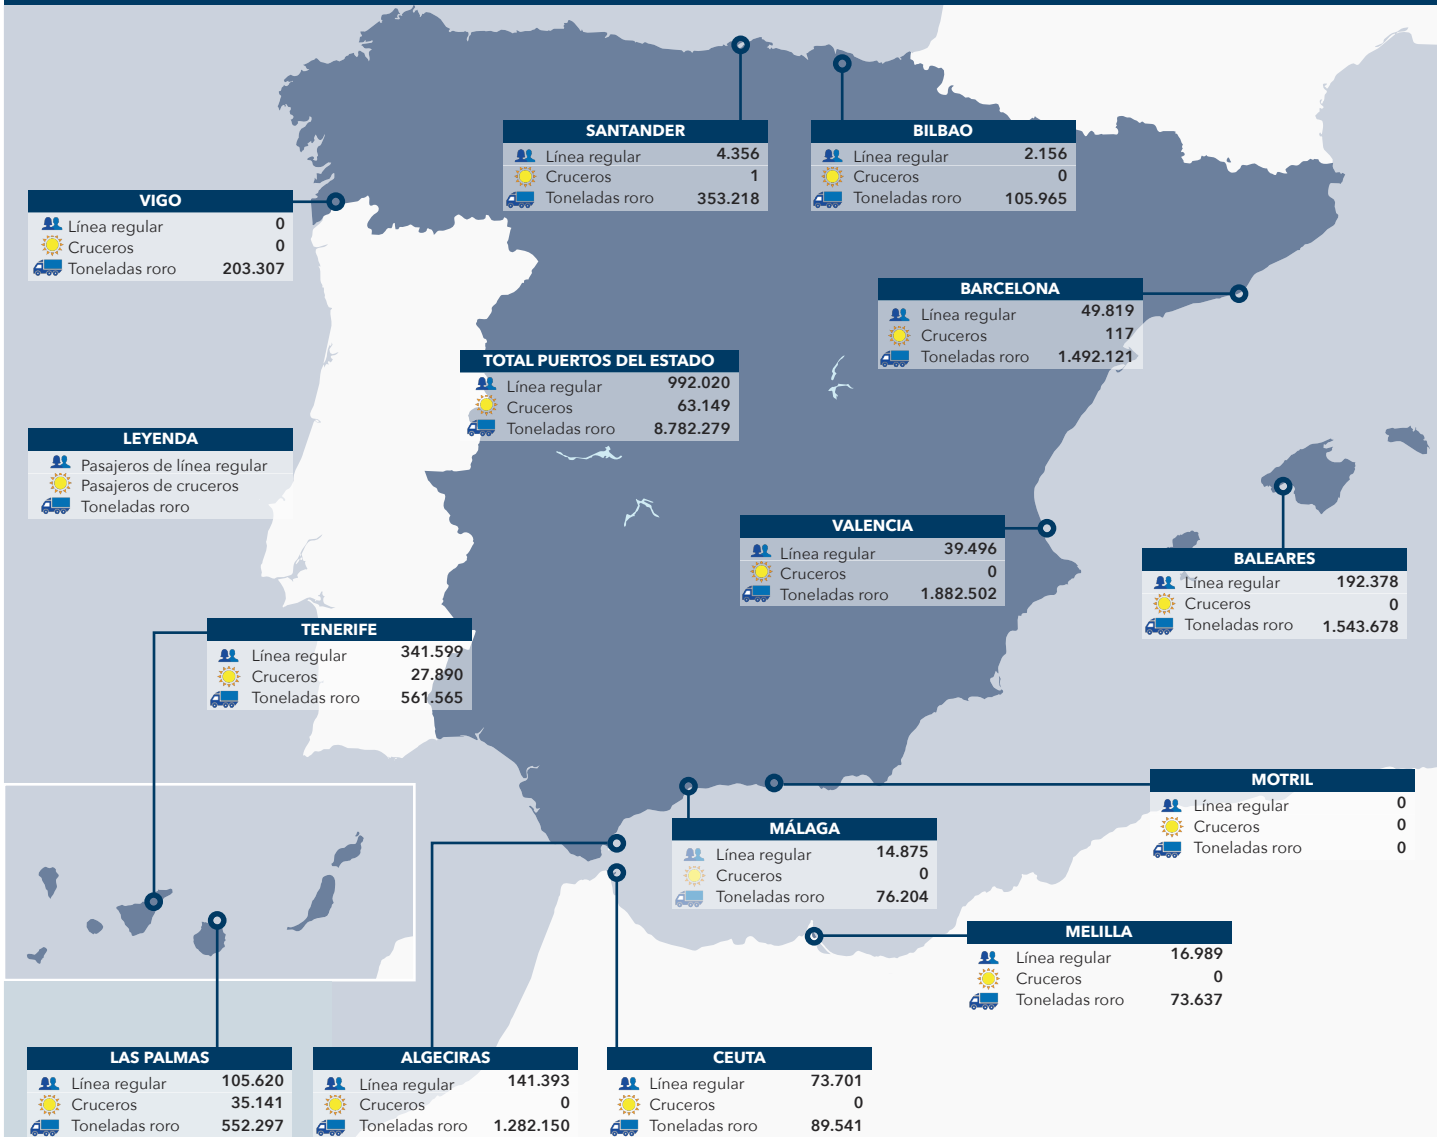 SANTANDER
Línea regular 4.356
Cruceros 1
Toneladas roro 353.218
BILBAO
Línea regular 2.156
Cruceros 0
Toneladas roro 105.965
VIGO
Línea regular 0
Cruceros 0
Toneladas roro 203.307
BARCELONA
Línea regular 49.819
Cruceros 117
Toneladas roro 1.492.121
TOTAL PUERTOS DEL ESTADO
Línea regular 992.020
Cruceros 63.149
Toneladas roro 8.782.279
LEYENDA
Pasajeros de línea regular
Pasajeros de cruceros
Toneladas roro
VALENCIA
Línea regular 39.496
Cruceros 0
Toneladas roro 1.882.502
BALEARES
Línea regular 192.378
Cruceros 0
Toneladas roro 1.543.678
TENERIFE
Línea regular 341.599
Cruceros 27.890
Toneladas roro 561.565
MOTRIL
Línea regular 0
Cruceros 0
Toneladas roro 0
MÁLAGA
Línea regular 14.875
Cruceros 0
Toneladas roro 76.204
MELILLA
Línea regular 16.989
Cruceros 0
Toneladas roro 73.637
LAS PALMAS
Línea regular 105.620
Cruceros 35.141
Toneladas roro 552.297
ALGECIRAS
Línea regular 141.393
Cruceros 0
Toneladas roro 1.282.150
CEUTA
Línea regular 73.701
Cruceros 0
Toneladas roro 89.541